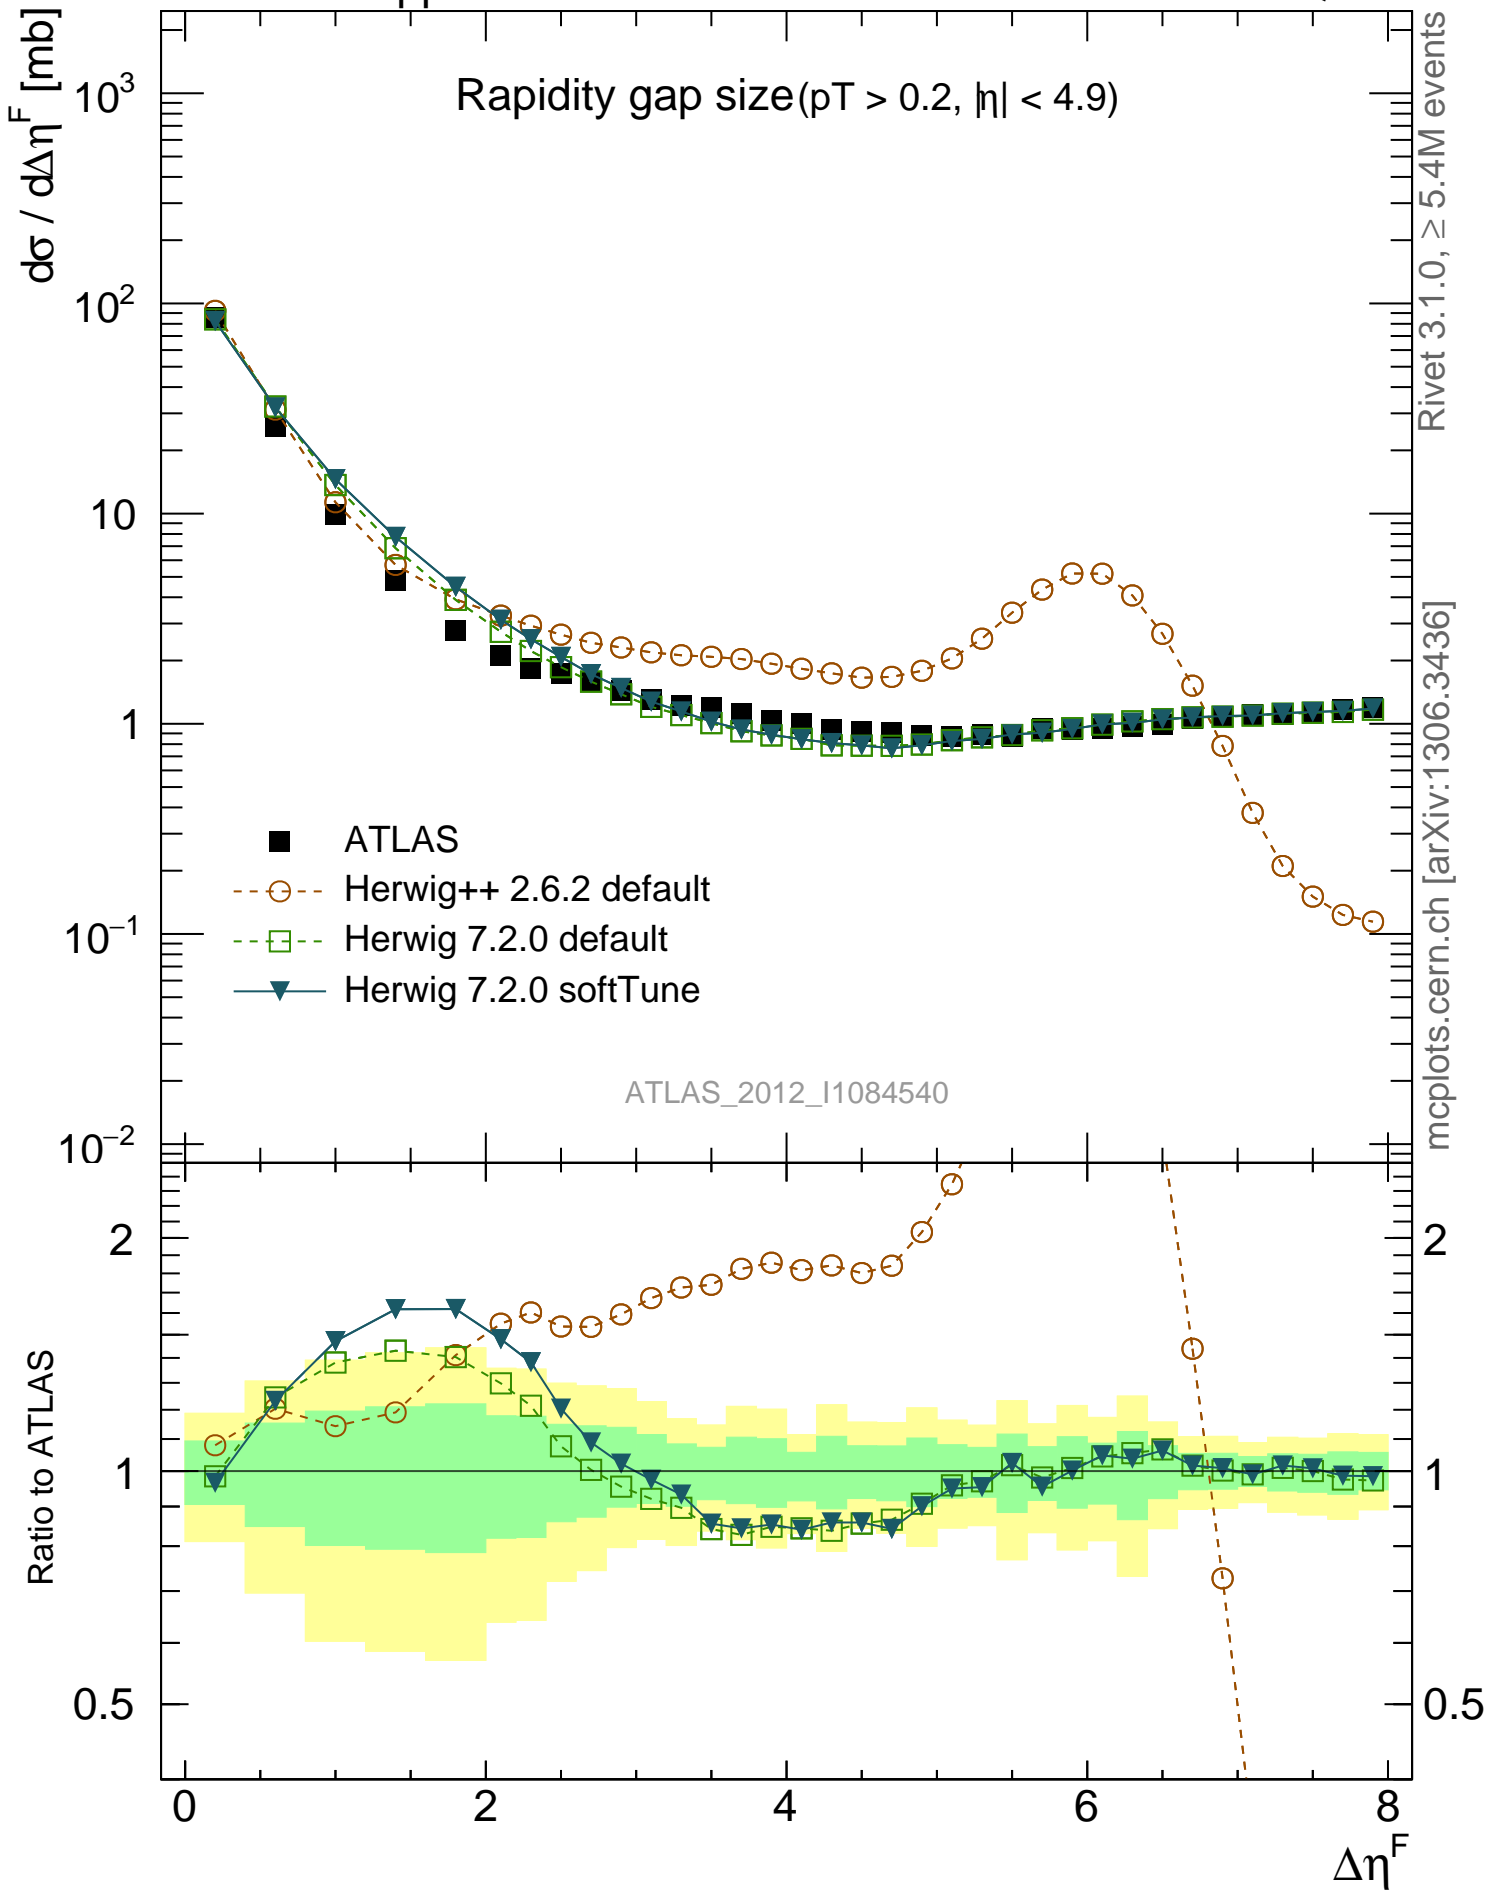 pp
Rapidity gap size (pT > 0.2, |η| < 4.9)
dσ / dΔη^F [mb]
10^3
10^2
10
1
10^−1
10^−2
ATLAS
Herwig++ 2.6.2 default
Herwig 7.2.0 default
Herwig 7.2.0 softTune
ATLAS_2012_I1084540
Rivet 3.1.0, ≥ 5.4M events
mcplots.cern.ch [arXiv:1306.3436]
Ratio to ATLAS
2
1
0.5
2
1
0.5
0 2 4 6 8
Δη^F